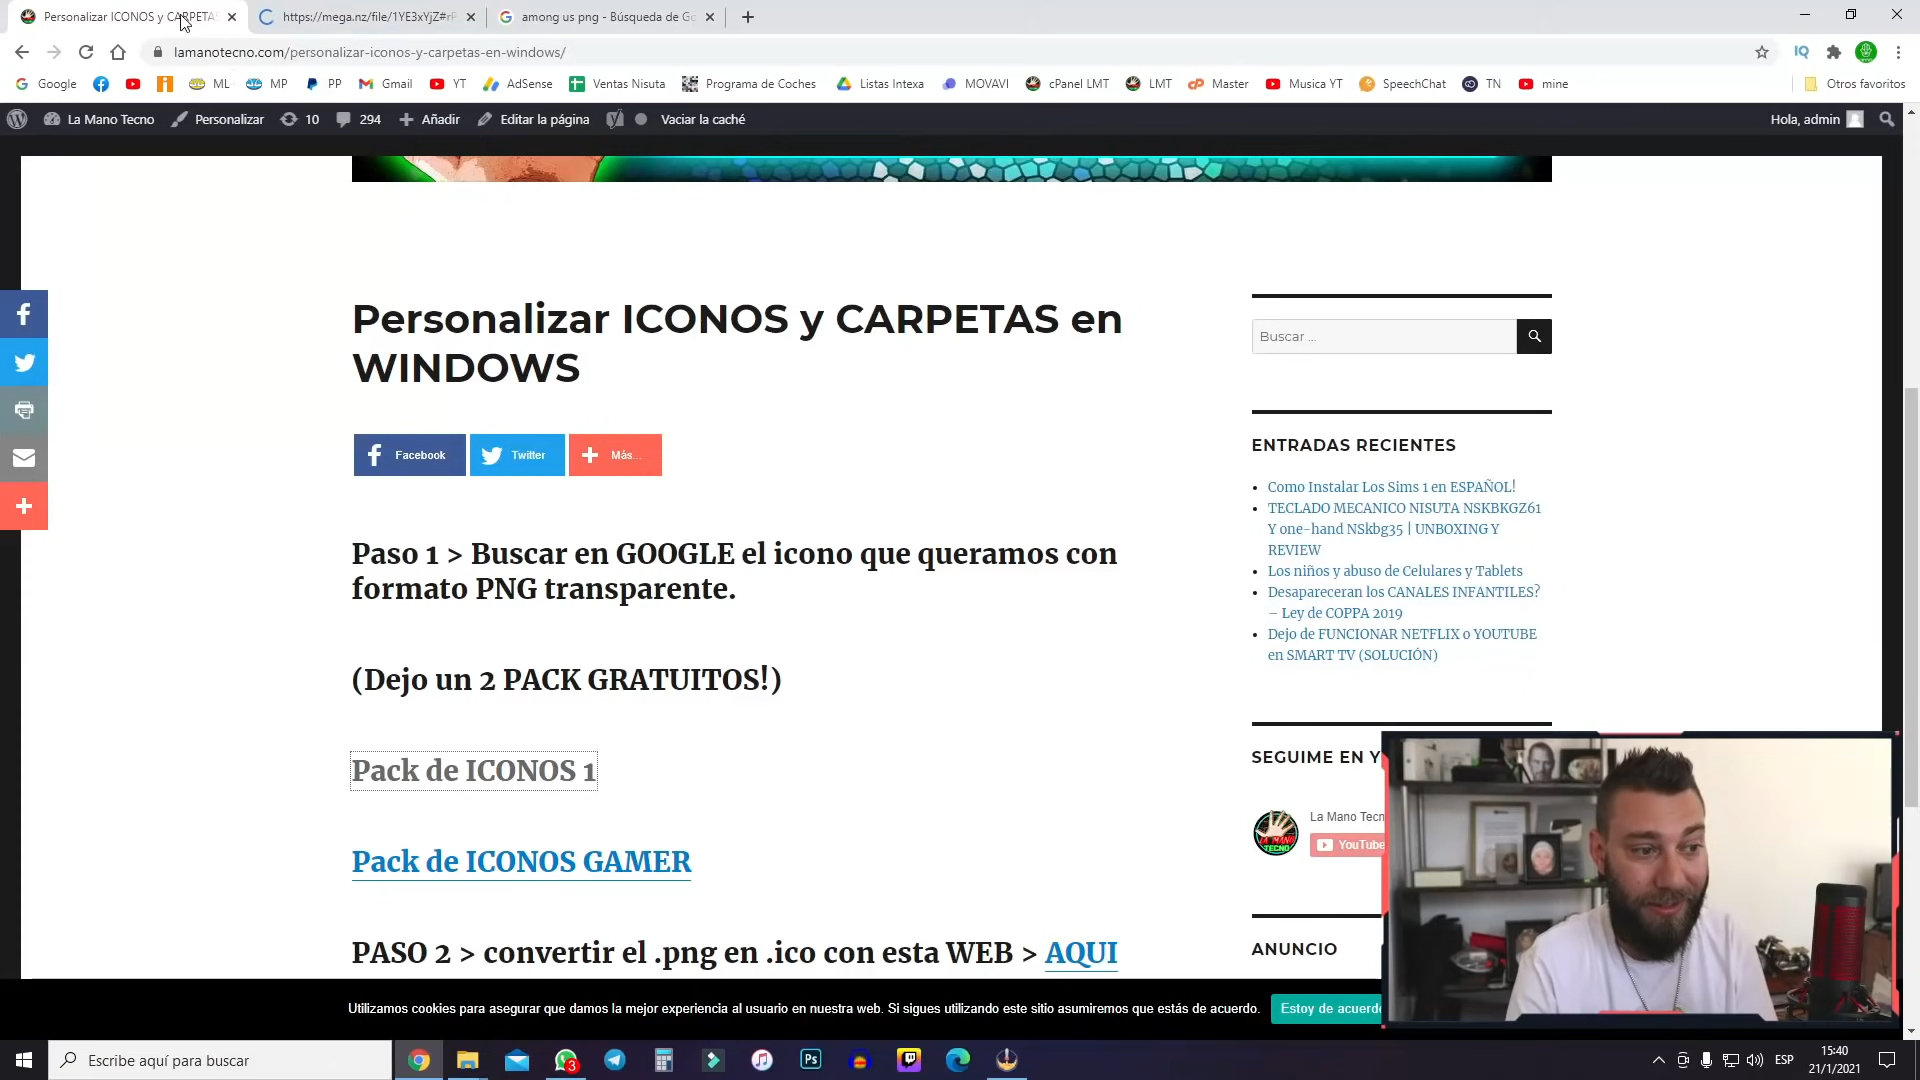 Personalizar ICONOS y CARPETAS
https://mega.nz/file/1YE3xYjZ#rP
among us png - Búsqueda de Go
lamanotecno.com/personalizar-iconos-y-carpetas-en-windows/
IQ
Google
ML
MP
PP
Gmail
YT
AdSense
Ventas Nisuta
Programa de Coches
Listas Intexa
MOVAVI
cPanel LMT
LMT
Master
Musica YT
SpeechChat
TN
mine
Otros favoritos
La Mano Tecno
Personalizar
10
294
Añadir
Editar la página
Vaciar la caché
Hola, admin
Personalizar ICONOS y CARPETAS en
WINDOWS
Facebook
Twitter
Más...
Paso 1 > Buscar en GOOGLE el icono que queramos con
formato PNG transparente.
(Dejo un 2 PACK GRATUITOS!)
Pack de ICONOS 1
Pack de ICONOS GAMER
PASO 2 > convertir el .png en .ico con esta WEB > AQUI
Buscar ...
ENTRADAS RECIENTES
Como Instalar Los Sims 1 en ESPAÑOL!
TECLADO MECANICO NISUTA NSKBKGZ61
Y one-hand NSkbg35 | UNBOXING Y
REVIEW
Los niños y abuso de Celulares y Tablets
Desapareceran los CANALES INFANTILES?
– Ley de COPPA 2019
Dejo de FUNCIONAR NETFLIX o YOUTUBE
en SMART TV (SOLUCIÓN)
SEGUIME EN Y
LA MANO
TECNO
La Mano Tecn
YouTube
ANUNCIO
Utilizamos cookies para asegurar que damos la mejor experiencia al usuario en nuestra web. Si sigues utilizando este sitio asumiremos que estás de acuerdo.
Estoy de acuerdo
Escribe aquí para buscar
3
Ps
ESP
15:40
21/1/2021